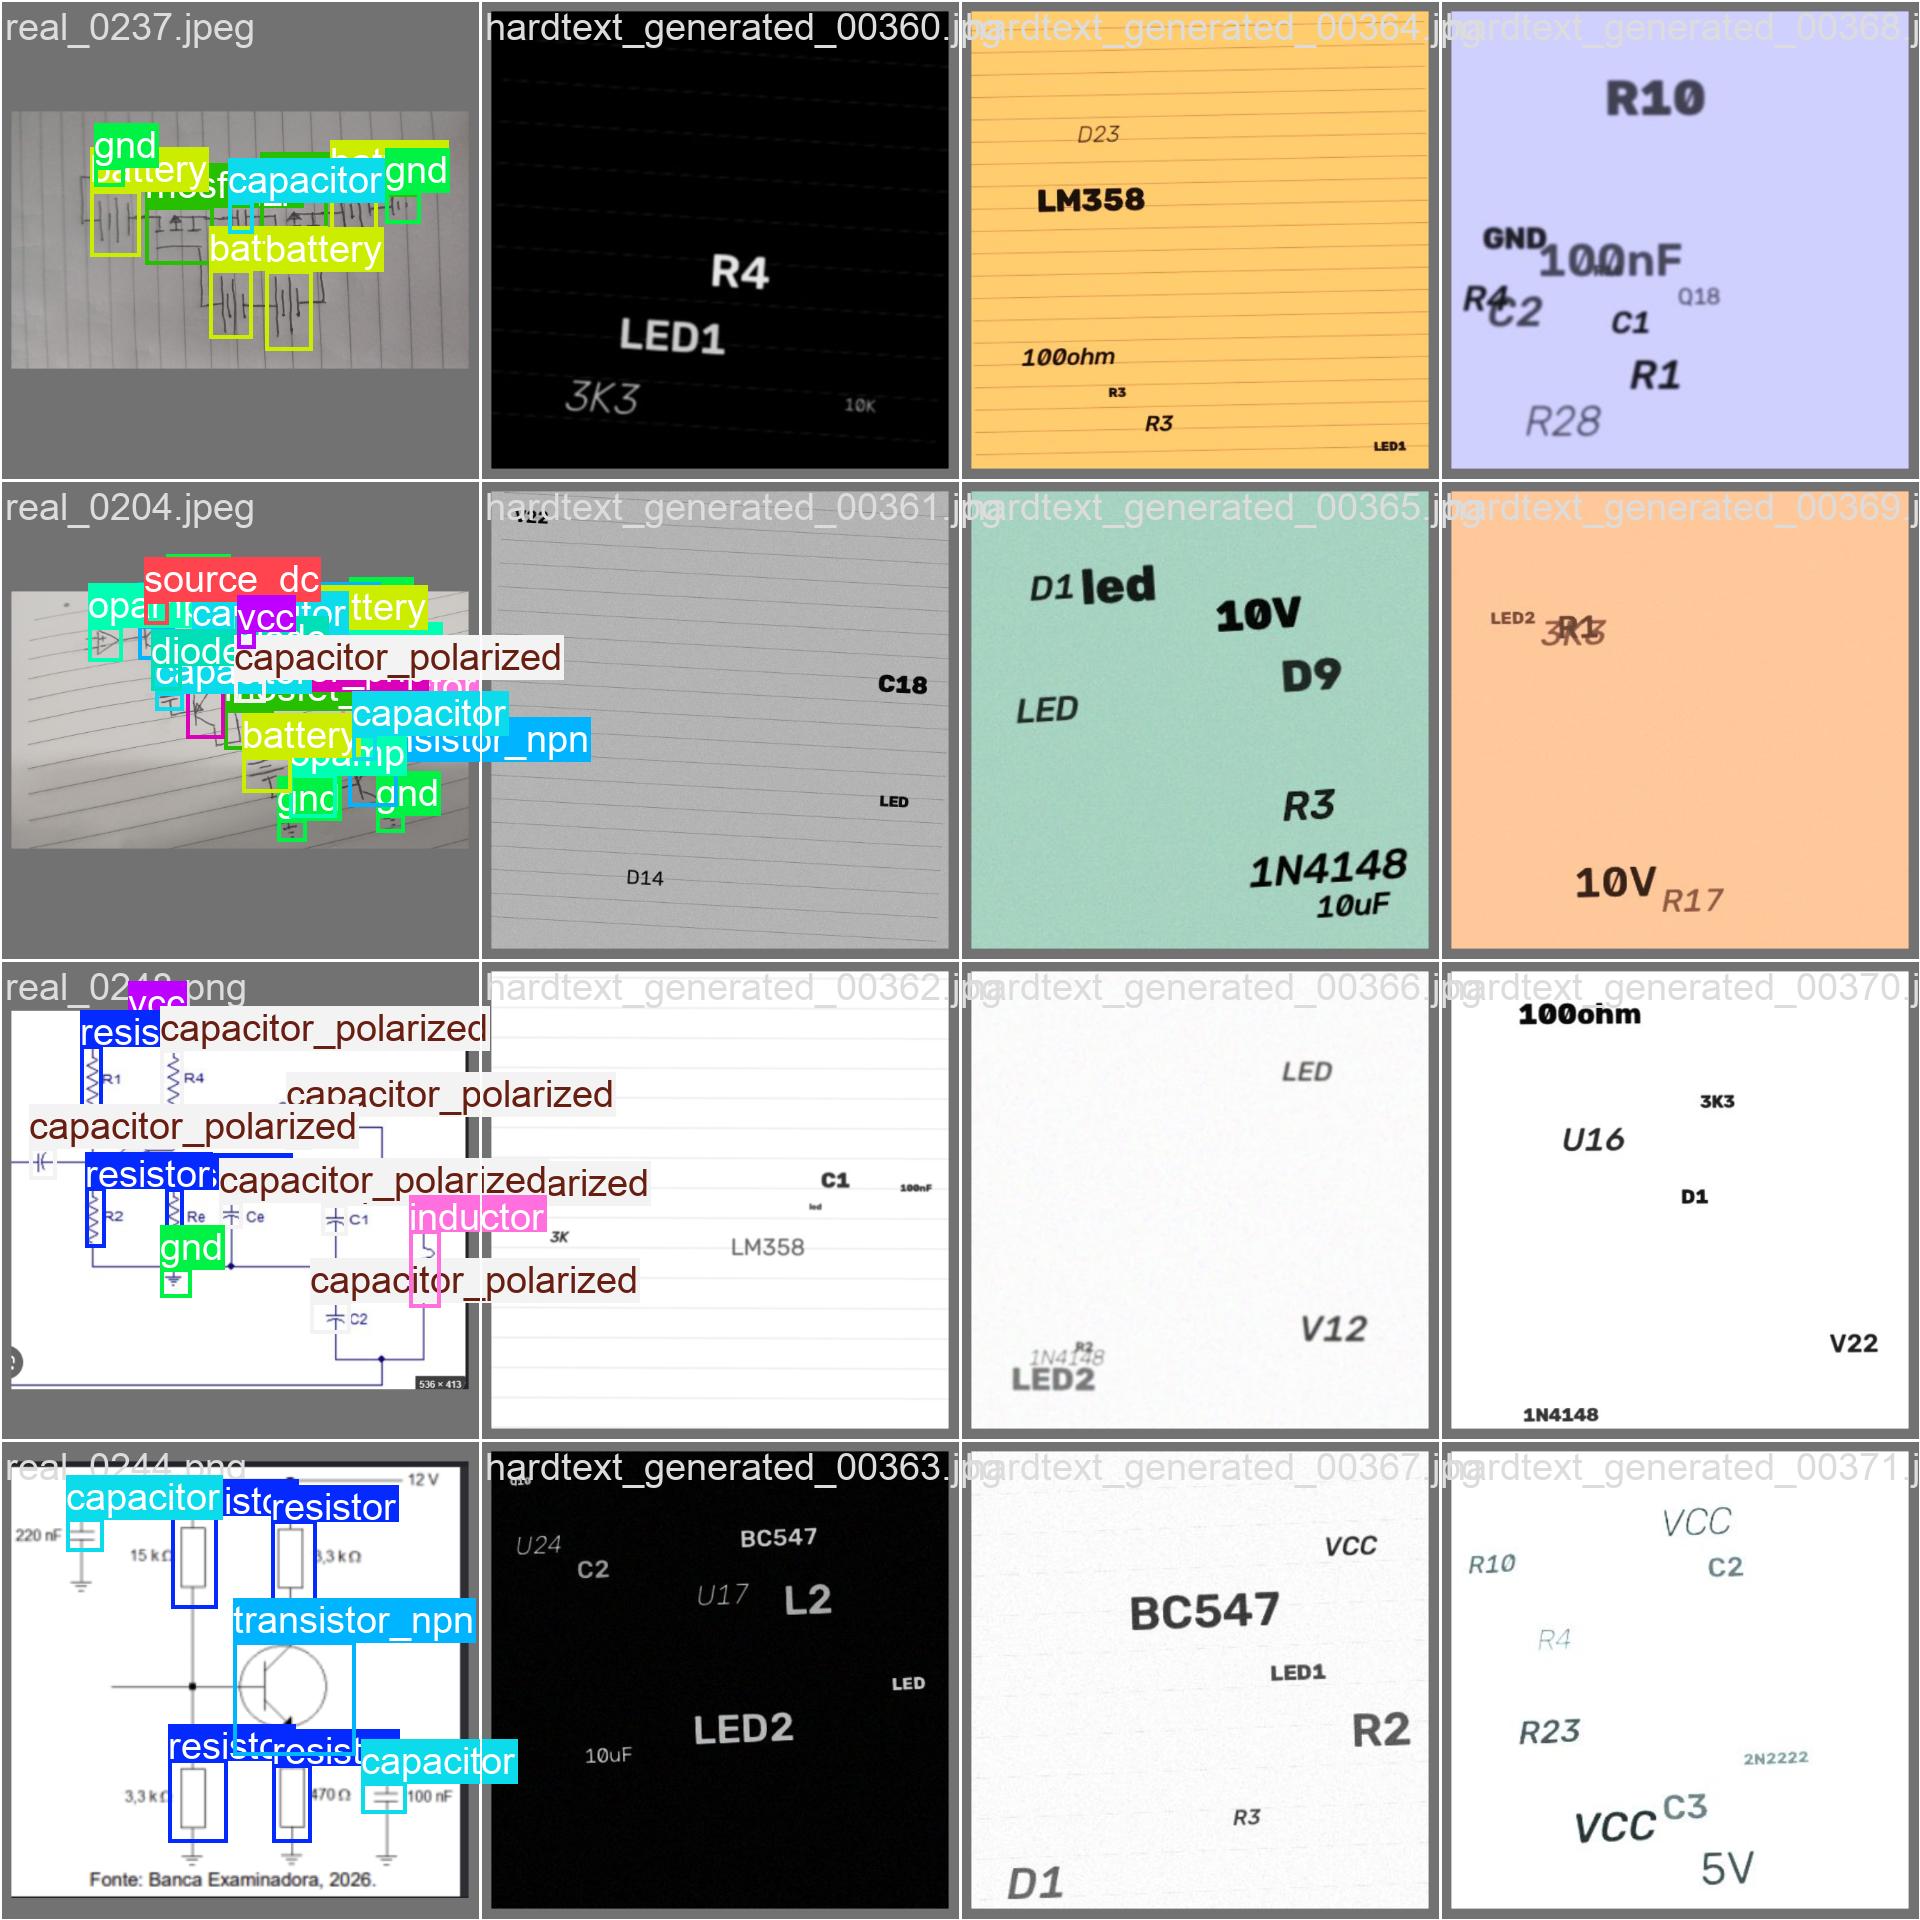 real_0237.jpeg
gnd
battery
capacitor
gnd
battery
hardtext_generated_00360.jpg
R4
LED1
3K3
10K
hardtext_generated_00364.jpg
D23
LM358
100ohm
R3
R3
LED1
hardtext_generated_00368.jpg
R10
GND
100nF
R4
C2
Q18
C1
R1
R28
real_0204.jpeg
source_dc
vcc
diode
capacitor_polarized
capacitor
battery
gnd
gnd
hardtext_generated_00361.jpg
C18
LED
D14
hardtext_generated_00365.jpg
D1 led
10V
D9
LED
R3
1N4148
10uF
hardtext_generated_00369.jpg
LED2
3K3
R1
10V
R17
vcc
capacitor_polarized
R1
R4
capacitor_polarized
capacitor_polarized
resistor
capacitor_polarized
R2
Re
Ce
C1
inductor
gnd
capacitor_polarized
C2
536 × 413
hardtext_generated_00362.jpg
C1
100nF
led
3K
LM358
hardtext_generated_00366.jpg
LED
V12
R2
1N4148
LED2
hardtext_generated_00370.jpg
100ohm
3K3
U16
D1
V22
1N4148
real_0244.png
12 V
capacitor
resistor
220 nF
15 kΩ
3,3 kΩ
transistor_npn
capacitor
3,3 kΩ
470 Ω
100 nF
Fonte: Banca Examinadora, 2026.
hardtext_generated_00363.jpg
U24
BC547
C2
U17
L2
LED
LED2
10uF
hardtext_generated_00367.jpg
VCC
BC547
LED1
R2
R3
D1
hardtext_generated_00371.jpg
VCC
R10
C2
R4
R23
2N2222
VCC
C3
5V